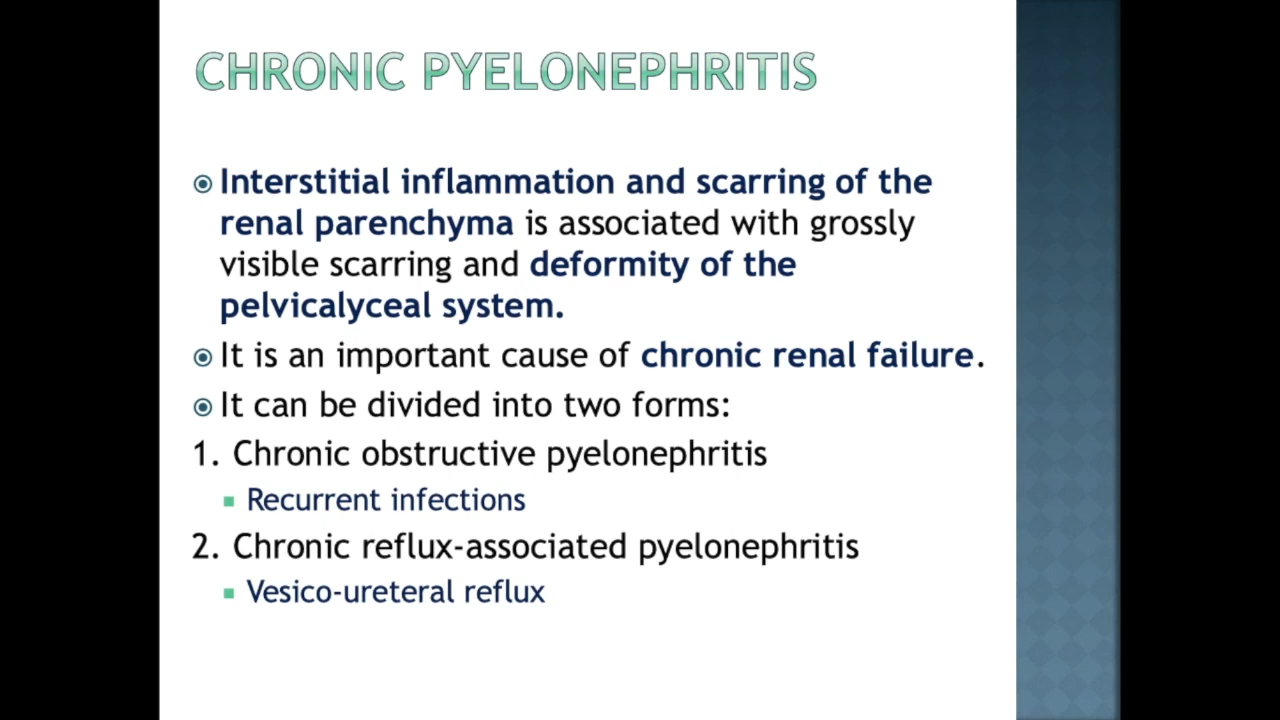 CHRONIC PYELONEPHRITIS
Interstitial inflammation and scarring of the
renal parenchyma is associated with grossly
visible scarring and deformity of the
pelvicalyceal system.
It is an important cause of chronic renal failure.
It can be divided into two forms:
1. Chronic obstructive pyelonephritis
Recurrent infections
2. Chronic reflux-associated pyelonephritis
Vesico-ureteral reflux